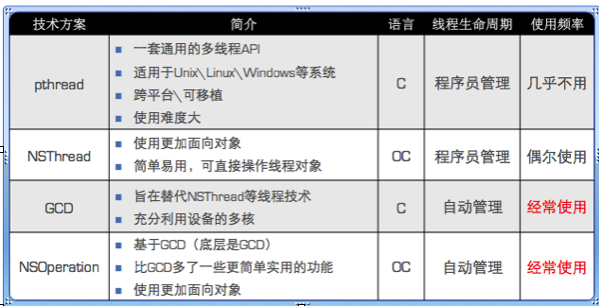 技术方案 简介 语言 线程生命周期 使用频率
pthread
一套通用的多线程API
适用于Unix\Linux\Windows等系统
跨平台\可移植
使用难度大
C
程序员管理
几乎不用
NSThread
使用更加面向对象
简单易用，可直接操作线程对象
OC
程序员管理
偶尔使用
GCD
旨在替代NSThread等线程技术
充分利用设备的多核
C
自动管理
经常使用
NSOperation
基于GCD（底层是GCD）
比GCD多了一些更简单实用的功能
使用更加面向对象
OC
自动管理
经常使用